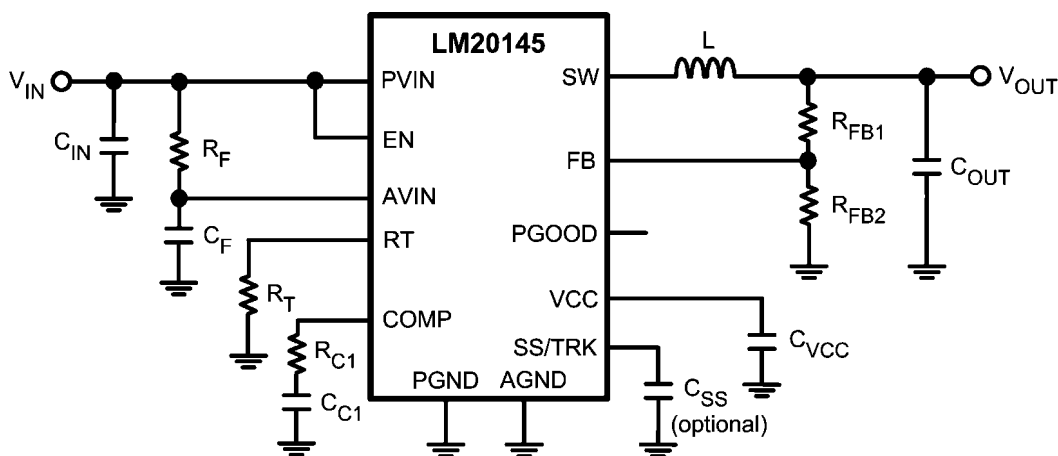 LM20145
L
V_IN
PVIN
SW
V_OUT
C_IN
R_F
EN
R_FB1
FB
C_OUT
AVIN
R_FB2
C_F
PGOOD
RT
R_T
VCC
COMP
SS/TRK
C_VCC
R_C1
PGND
AGND
C_SS
(optional)
C_C1